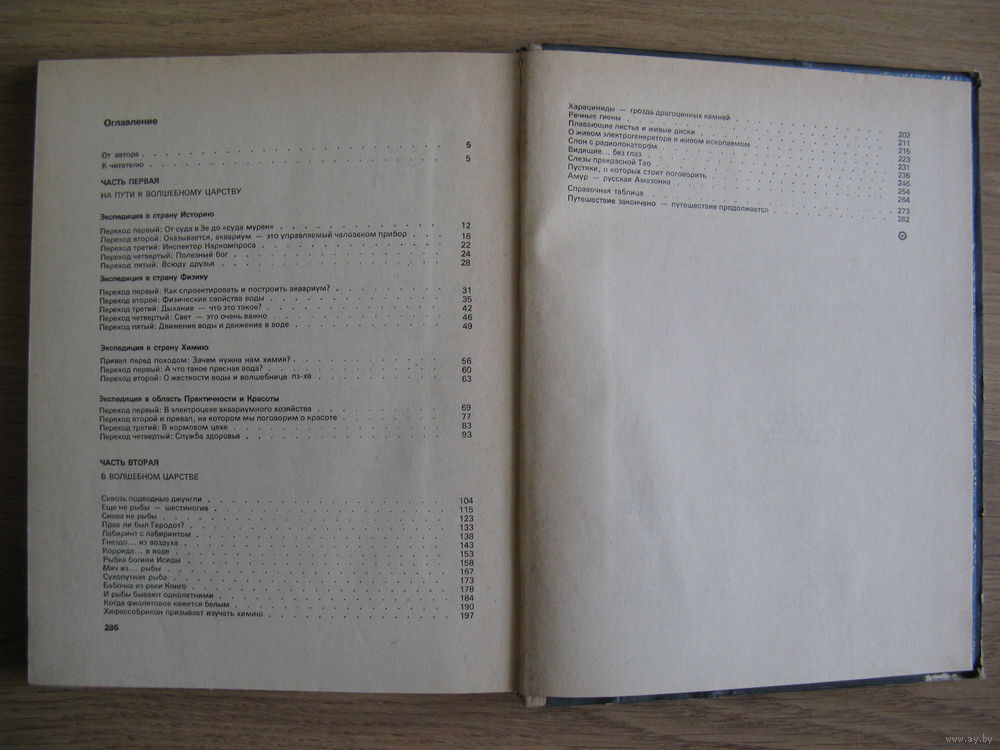 Оглавление
От автора . 5
К читателю . 5
ЧАСТЬ ПЕРВАЯ
НА ПУТИ К ВОЛШЕБНОМУ ЦАРСТВУ
Экспедиция в страну Историю
Переход первый: От суда в Зе до «суда мурен» 12
Переход второй: Оказывается, аквариум — это управляемый человеком прибор 16
Переход третий: Инспектор Наркомпроса 22
Переход четвертый: Полезный бог 24
Переход пятый: Всюду друзья 28
Экспедиция в страну Физику
Переход первый: Как спроектировать и построить аквариум? 31
Переход второй: Физические свойства воды 35
Переход третий: Дыхание — что это такое? 42
Переход четвертый: Свет — это очень важно 46
Переход пятый: Движение воды и движение в воде 49
Экспедиция в страну Химию
Привал перед походом: Зачем нужна нам химия? 56
Переход первый: А что такое пресная вода? 60
Переход второй: О жесткости воды и волшебнице пэ-ха 63
Экспедиция в область Практичности и Красоты
Переход первый: В электроцехе аквариумного хозяйства 69
Переход второй и привал, на котором мы поговорим о красоте 77
Переход третий: В кормовом цехе 83
Переход четвертый: Служба здоровья 93
ЧАСТЬ ВТОРАЯ
В ВОЛШЕБНОМ ЦАРСТВЕ
Сквозь подводные джунгли 104
Еще не рыбы — шестиногие 115
Снова не рыбы 123
Прав ли был Геродот? 133
Лабиринт с лабиринтом 138
Гнездо... из воздуха 143
Коррида... в воде 153
Рыбка богини Исиды 158
Мяч из... рыбы 167
Сухопутная рыба 173
Бабочка из реки Конго 178
И рыбы бывают однолетними 184
Когда фиолетовое кажется белым 190
Хифессобрикон призывает изучать химию 197
286
Харациниды — гроздь драгоценных камней 202
Речные гиены 211
Плавающие листья и живые диски 215
О живом электрогенераторе и живом ископаемом 223
Слон с радиолокатором 231
Видящие... без глаз 236
Слезы прекрасной Тао 246
Пустяки, о которых стоит поговорить 254
Амур — русская Амазонка 264
Справочная таблица 273
Путешествие закончено — путешествие продолжается 282
www.ay.by